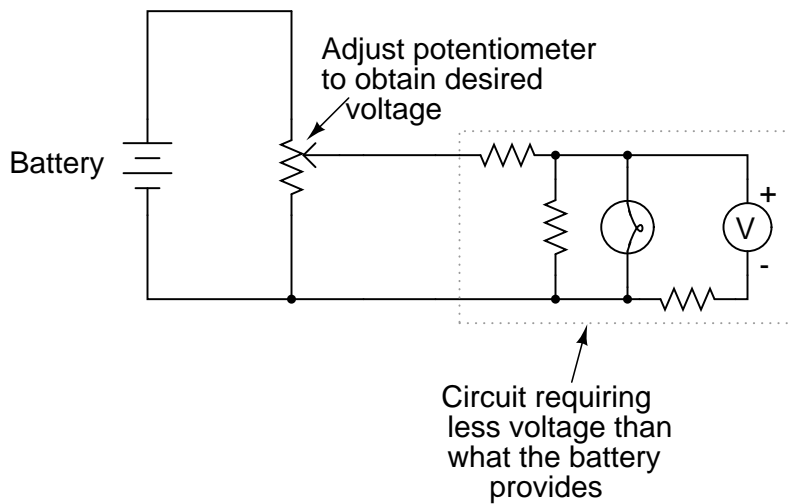 Adjust potentiometer
to obtain desired
voltage
Battery
+
V
-
Circuit requiring
less voltage than
what the battery
provides